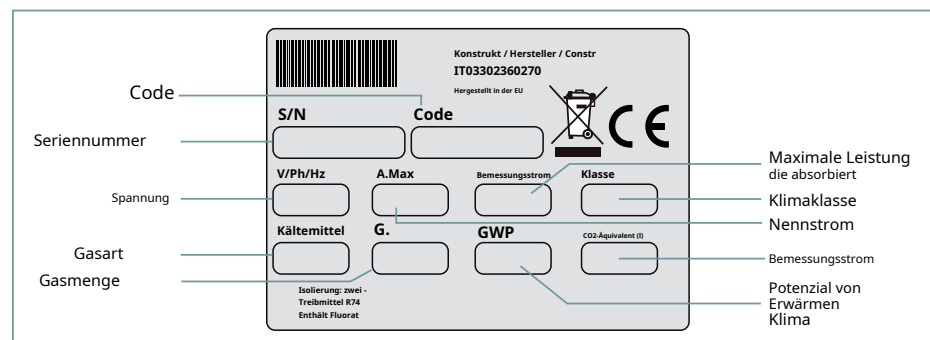 Konstrukt / Hersteller / Constr
IT03302360270
Hergestellt in der EU
Code
S/N
Code
CE
Seriennummer
Maximale Leistung
die absorbiert
V/Ph/Hz
A.Max
Bemessungsstrom
Klasse
Spannung
Klimaklasse
Nennstrom
Kältemittel
G.
GWP
CO2-Äquivalent (l)
Gasart
Bemessungsstrom
Gasmenge
Isolierung: zwei -
Treibmittel R74
Enthält Fluorat
Potenzial von
Erwärmen
Klima